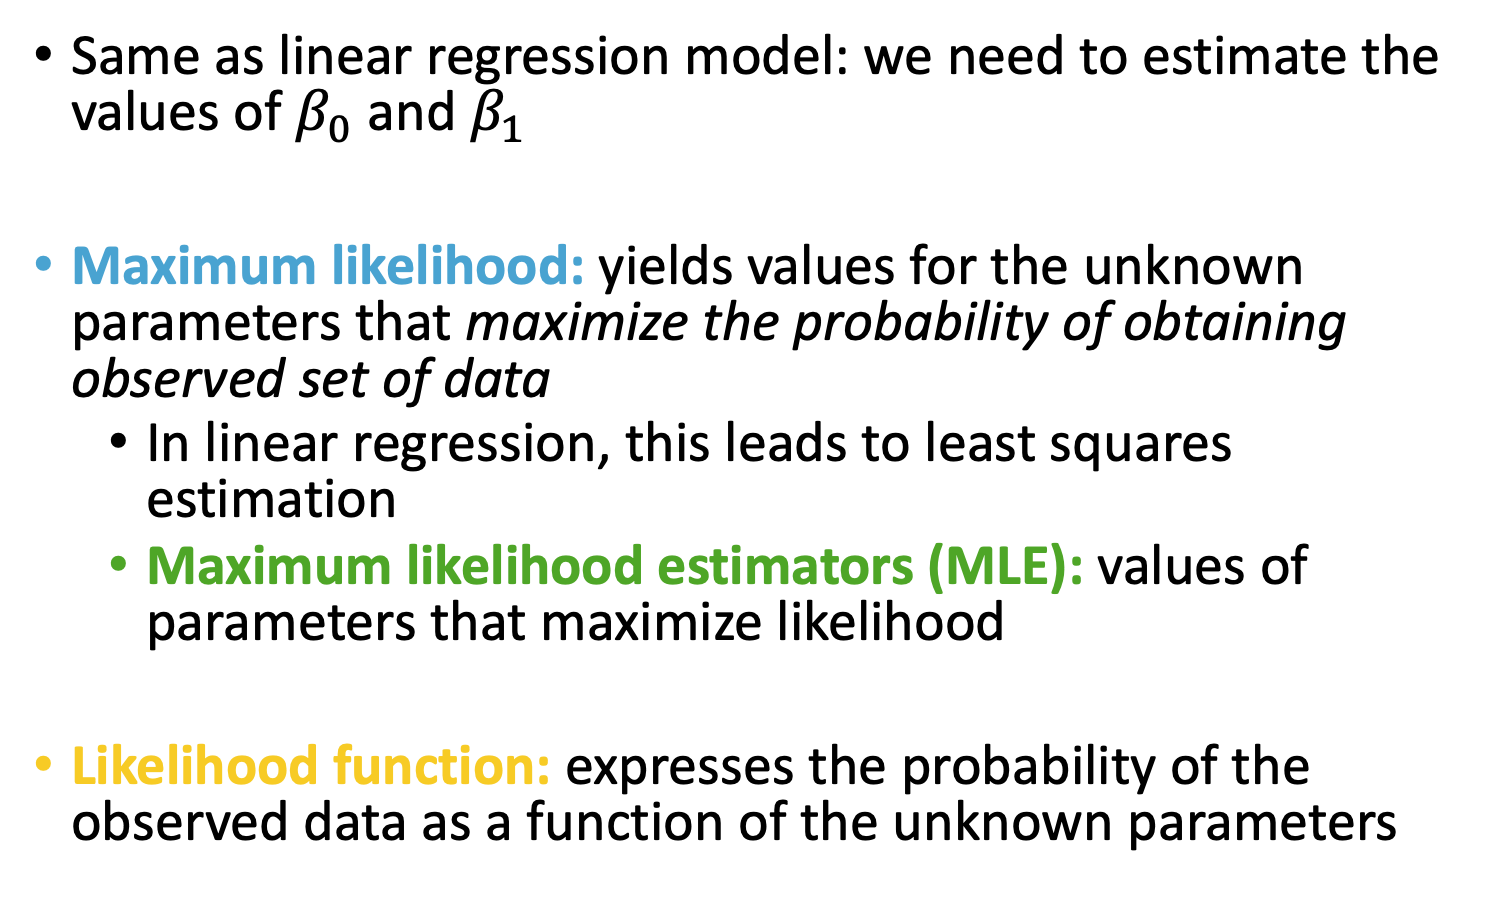 • Same as linear regression model: we need to estimate the
values of β₀ and β₁
• Maximum likelihood: yields values for the unknown
parameters that maximize the probability of obtaining
observed set of data
• In linear regression, this leads to least squares
estimation
• Maximum likelihood estimators (MLE): values of
parameters that maximize likelihood
• Likelihood function: expresses the probability of the
observed data as a function of the unknown parameters